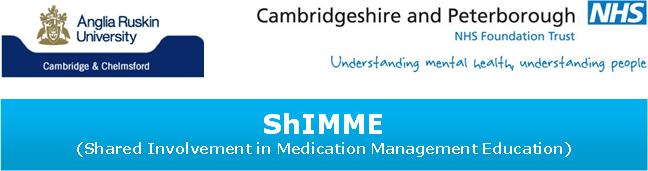 Anglia Ruskin
University
Cambridge & Chelmsford
Cambridgeshire and Peterborough NHS
NHS Foundation Trust
Understanding mental health, understanding people
ShIMME
(Shared Involvement in Medication Management Education)